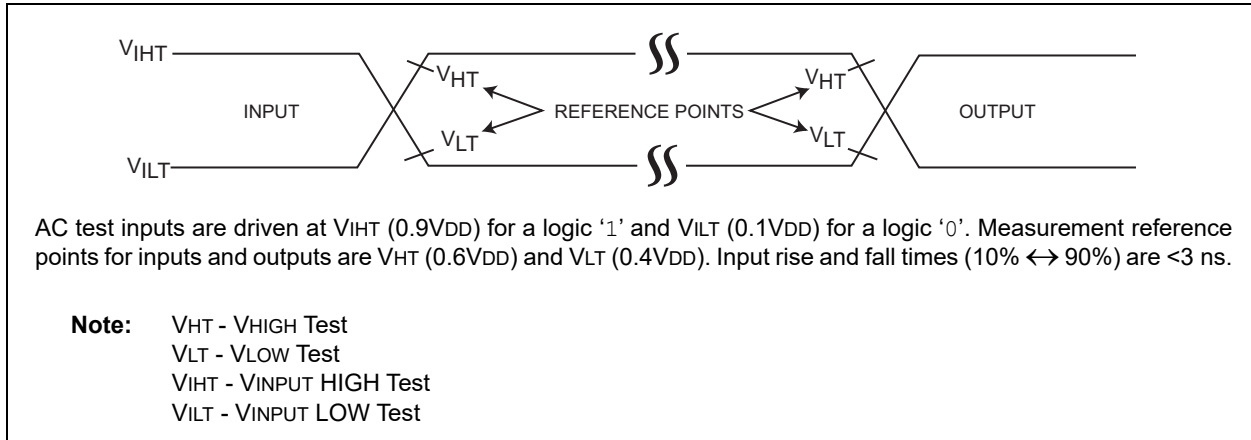 VIHT
VHT
VHT
INPUT
REFERENCE POINTS
OUTPUT
VLT
VLT
VILT
AC test inputs are driven at VIHT (0.9VDD) for a logic ‘1’ and VILT (0.1VDD) for a logic ‘0’. Measurement reference
points for inputs and outputs are VHT (0.6VDD) and VLT (0.4VDD). Input rise and fall times (10% ↔ 90%) are <3 ns.
Note: VHT - VHIGH Test
VLT - VLOW Test
VIHT - VINPUT HIGH Test
VILT - VINPUT LOW Test